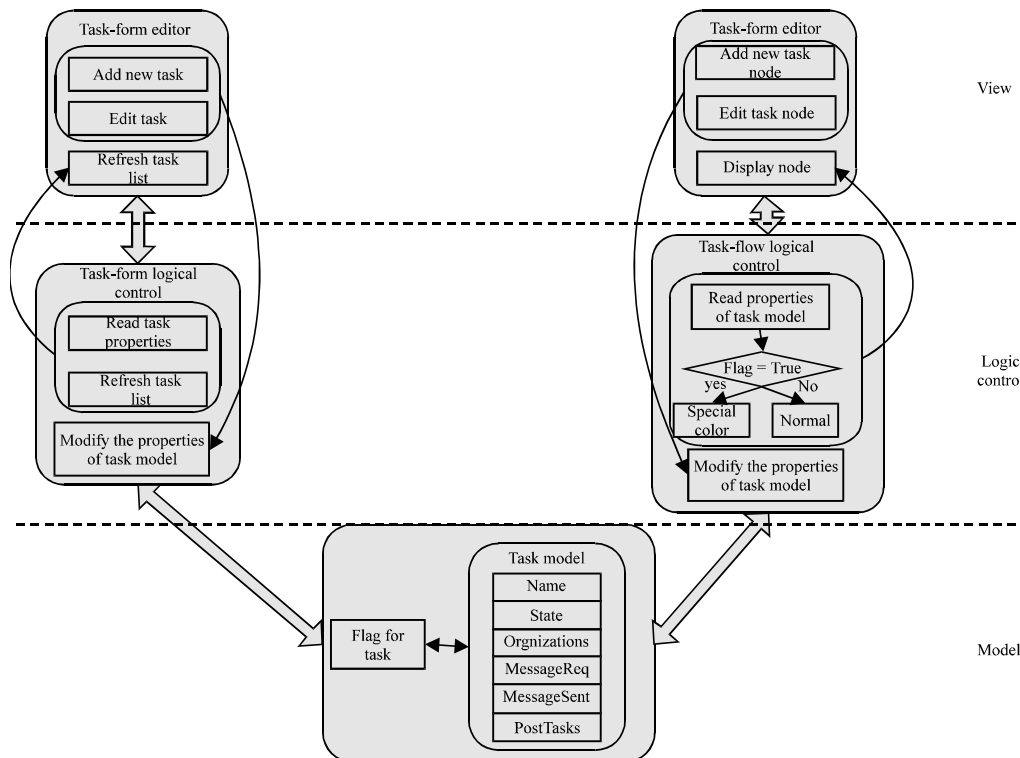 Task-form editor
Add new task
Edit task
Refresh task
list
Task-form editor
Add new task
node
Edit task node
Display node
View
Task-form logical
control
Read task
properties
Refresh task
list
Modify the properties
of task model
Task-flow logical
control
Read properties
of task model
Flag = True
yes
No
Special
color
Normal
Modify the properties
of task model
Logic
contro
Task model
Name
State
Orgnizations
MessageReq
MessageSent
PostTasks
Flag for
task
Model